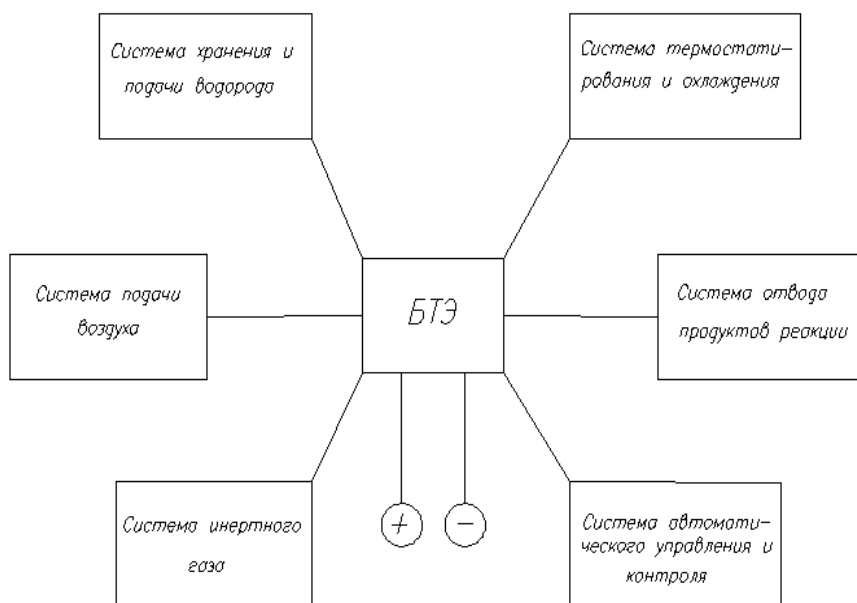 Система хранения и
подачи водорода
Система термостати-
рования и охлаждения
Система подачи
воздуха
БТЭ
Система отвода
продуктов реакции
Система инертного
газа
+
-
Система автомати-
ческого управления и
контроля